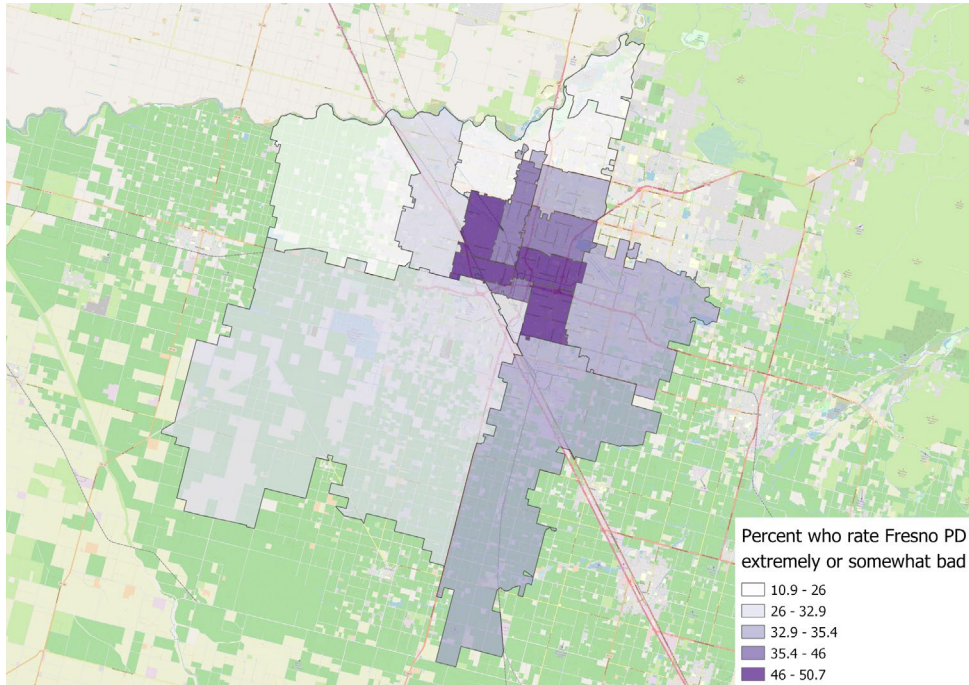 Percent who rate Fresno PD
extremely or somewhat bad
10.9 - 26
26 - 32.9
32.9 - 35.4
35.4 - 46
46 - 50.7